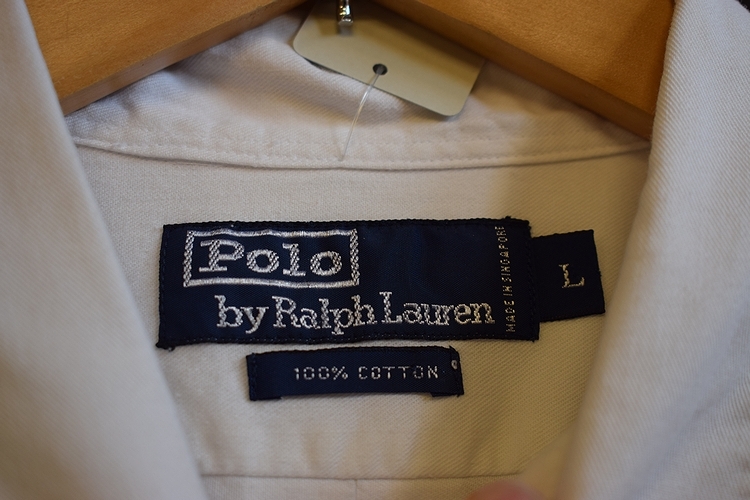 Polo
by Ralph Lauren
MADE IN SINGAPORE
L
100% COTTON